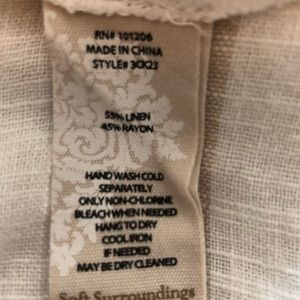 RN# 101206
MADE IN CHINA
STYLE# 3CK23
55% LINEN
45% RAYON
HAND WASH COLD
SEPARATELY
ONLY NON-CHLORINE
BLEACH WHEN NEEDED
HANG TO DRY
COOL IRON
IF NEEDED
MAY BE DRY CLEANED
Soft Surroundings